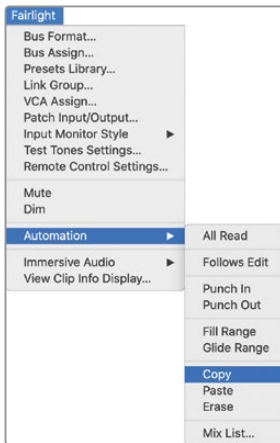 Fairlight
Bus Format...
Bus Assign...
Presets Library...
Link Group...
VCA Assign...
Patch Input/Output...
Input Monitor Style
Test Tones Settings...
Remote Control Settings...
Mute
Dim
Automation
Immersive Audio
View Clip Info Display...
All Read
Follows Edit
Punch In
Punch Out
Fill Range
Glide Range
Copy
Paste
Erase
Mix List...